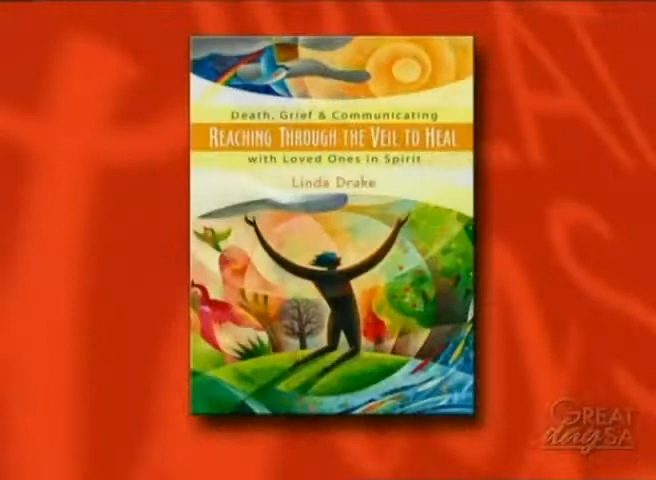 Death, Grief & Communicating
REACHING THROUGH THE VEIL TO HEAL
with Loved Ones in Spirit
Linda Drake
GREAT
day SA